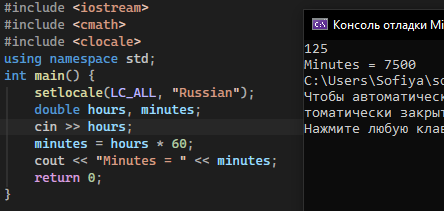 #include <iostream>
#include <cmath>
#include <clocale>
using namespace std;
int main() {
setlocale(LC_ALL, "Russian");
double hours, minutes;
cin >> hours;
minutes = hours * 60;
cout << "Minutes = " << minutes;
return 0;
}
Консоль отладки Mi
125
Minutes = 7500
C:\Users\Sofiya\so
Чтобы автоматическ
томатически закрыт
Нажмите любую клав